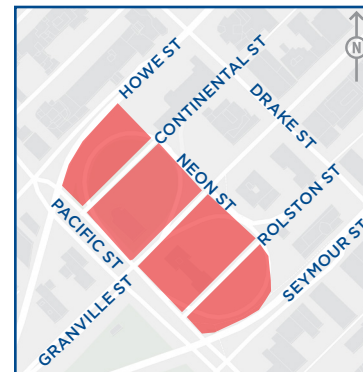 HOWE ST
CONTINENTAL ST
DRAKE ST
NEON ST
ROLSTON ST
SEYMOUR ST
PACIFIC ST
GRANVILLE ST
N